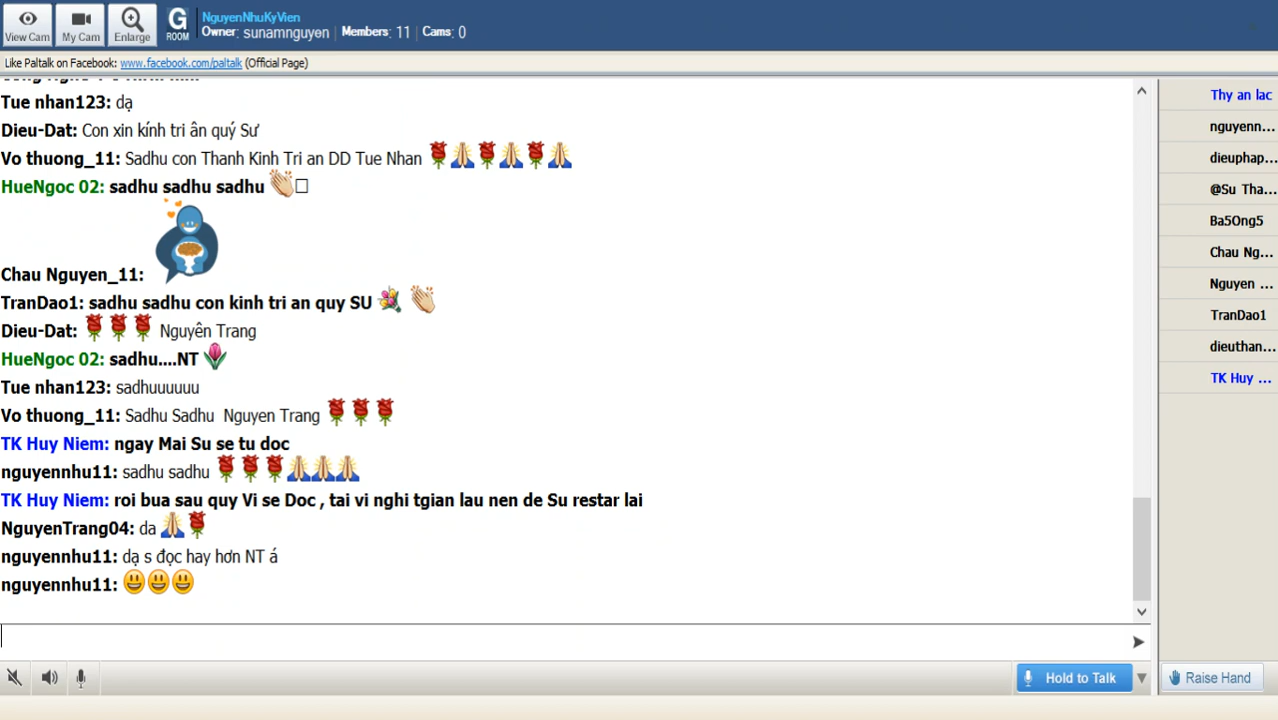 View Cam
My Cam
Enlarge
G
ROOM
NguyenNhuKyVien
Owner: sunamnguyen
Members: 11
Cams: 0
Like Paltalk on Facebook: www.facebook.com/paltalk (Official Page)
Tue nhan123: dạ
Dieu-Dat: Con xin kính tri ân quý Sư
Vo thuong_11: Sadhu con Thanh Kinh Tri an DD Tue Nhan 🌹🙏🌹🙏🌹🙏
HueNgoc 02: sadhu sadhu sadhu 👏□
Chau Nguyen_11:
TranDao1: sadhu sadhu con kinh tri an quy SU 💐 👏
Dieu-Dat: 🌹🌹🌹 Nguyên Trang
HueNgoc 02: sadhu....NT 🌷
Tue nhan123: sadhuuuuuu
Vo thuong_11: Sadhu Sadhu  Nguyen Trang 🌹🌹🌹
TK Huy Niem: ngay Mai Su se tu doc
nguyennhu11: sadhu sadhu 🌹🌹🌹🙏🙏🙏
TK Huy Niem: roi bua sau quy Vi se Doc , tai vi nghi tgian lau nen de Su restar lai
NguyenTrang04: da 🙏🌹
nguyennhu11: dạ s đọc hay hơn NT á
nguyennhu11: 😃😃😃
Thy an lac
nguyenn...
dieuphap...
@Su Tha...
Ba5Ong5
Chau Ng...
Nguyen ...
TranDao1
dieuthan...
TK Huy ...
Hold to Talk
Raise Hand